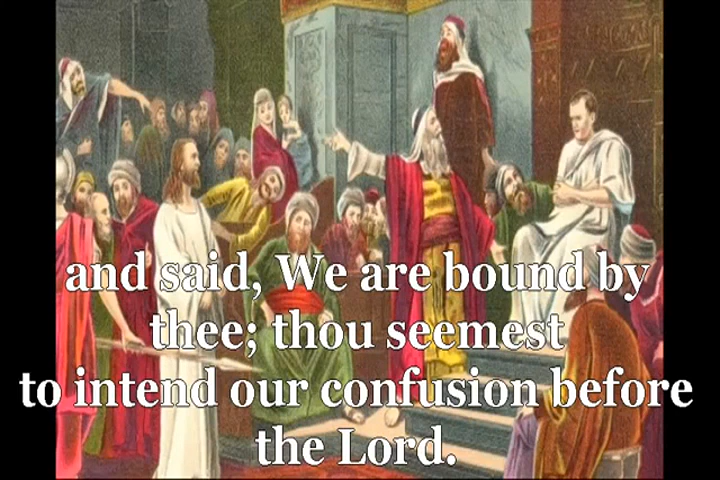 and said, We are bound by
thee; thou seemest
to intend our confusion before
the Lord.